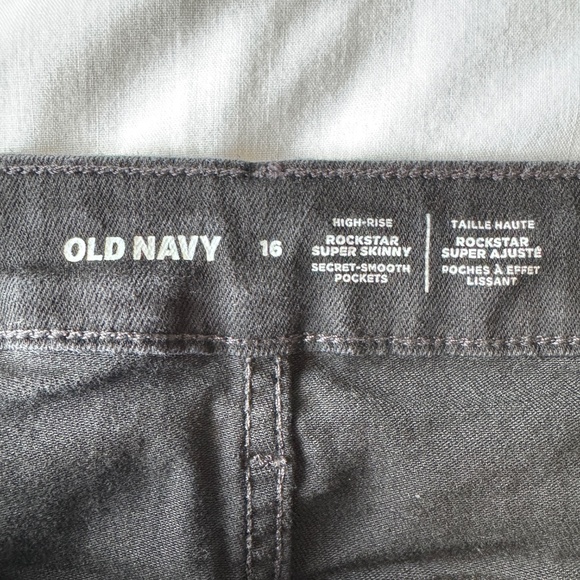 OLD NAVY
16
HIGH-RISE
ROCKSTAR
SUPER SKINNY
SECRET-SMOOTH
POCKETS
TAILLE HAUTE
ROCKSTAR
SUPER AJUSTÉ
POCHES À EFFET
LISSANT